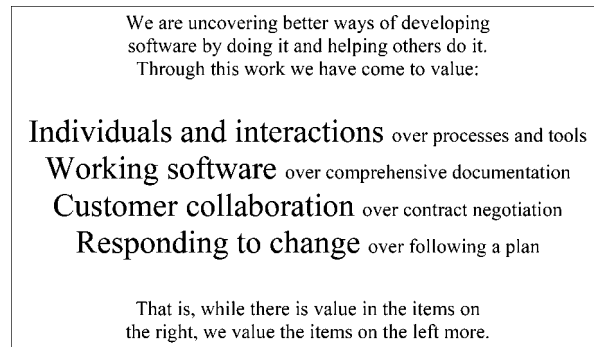 We are uncovering better ways of developing
software by doing it and helping others do it.
Through this work we have come to value:
Individuals and interactions over processes and tools
Working software over comprehensive documentation
Customer collaboration over contract negotiation
Responding to change over following a plan
That is, while there is value in the items on
the right, we value the items on the left more.